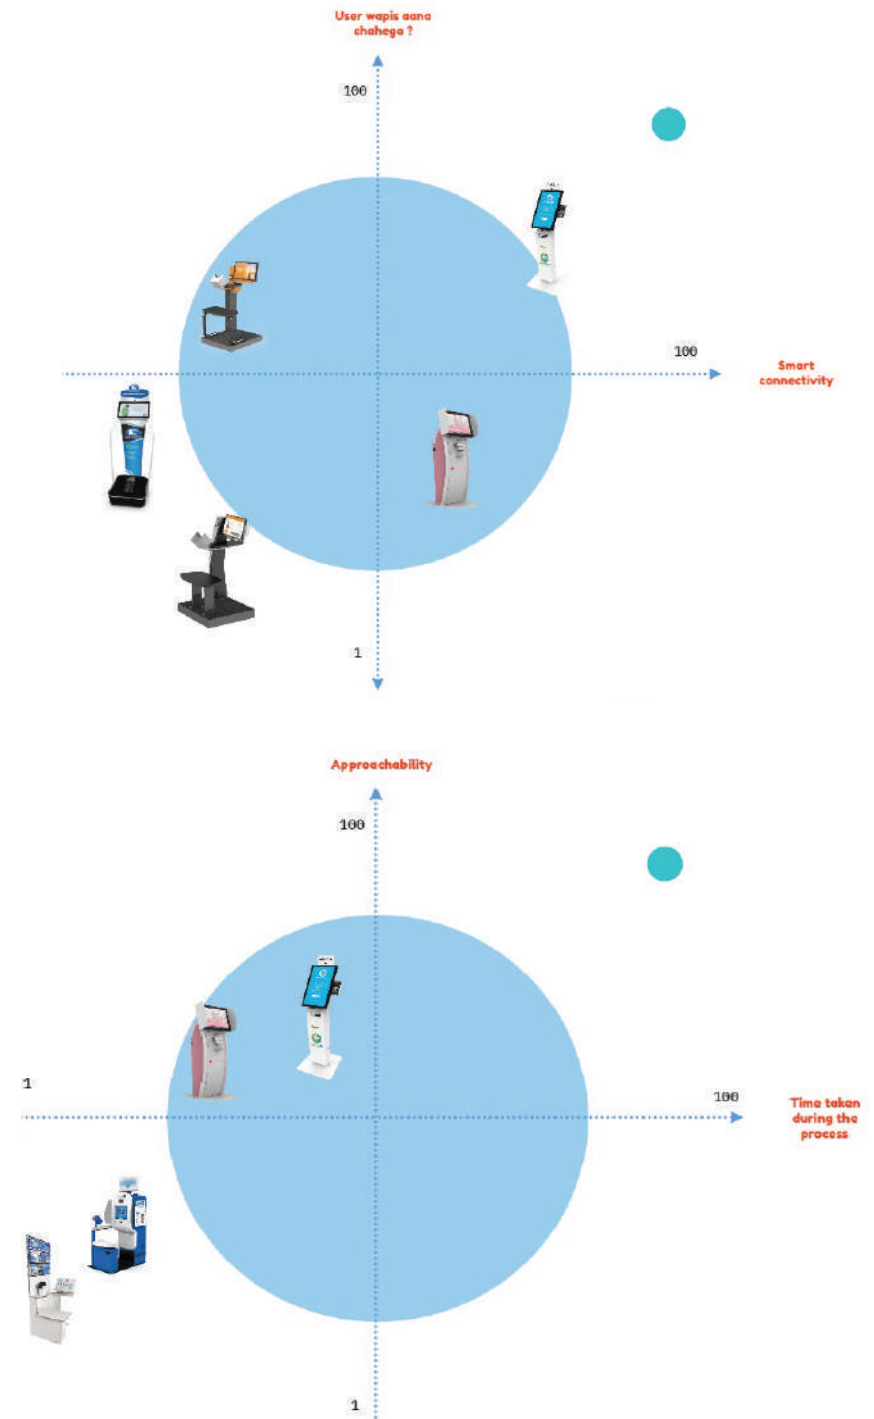 User wapis aana
chahega ?
100
100
Smart
connectivity
1
Approachability
100
1
100
Time taken
during the
process
1